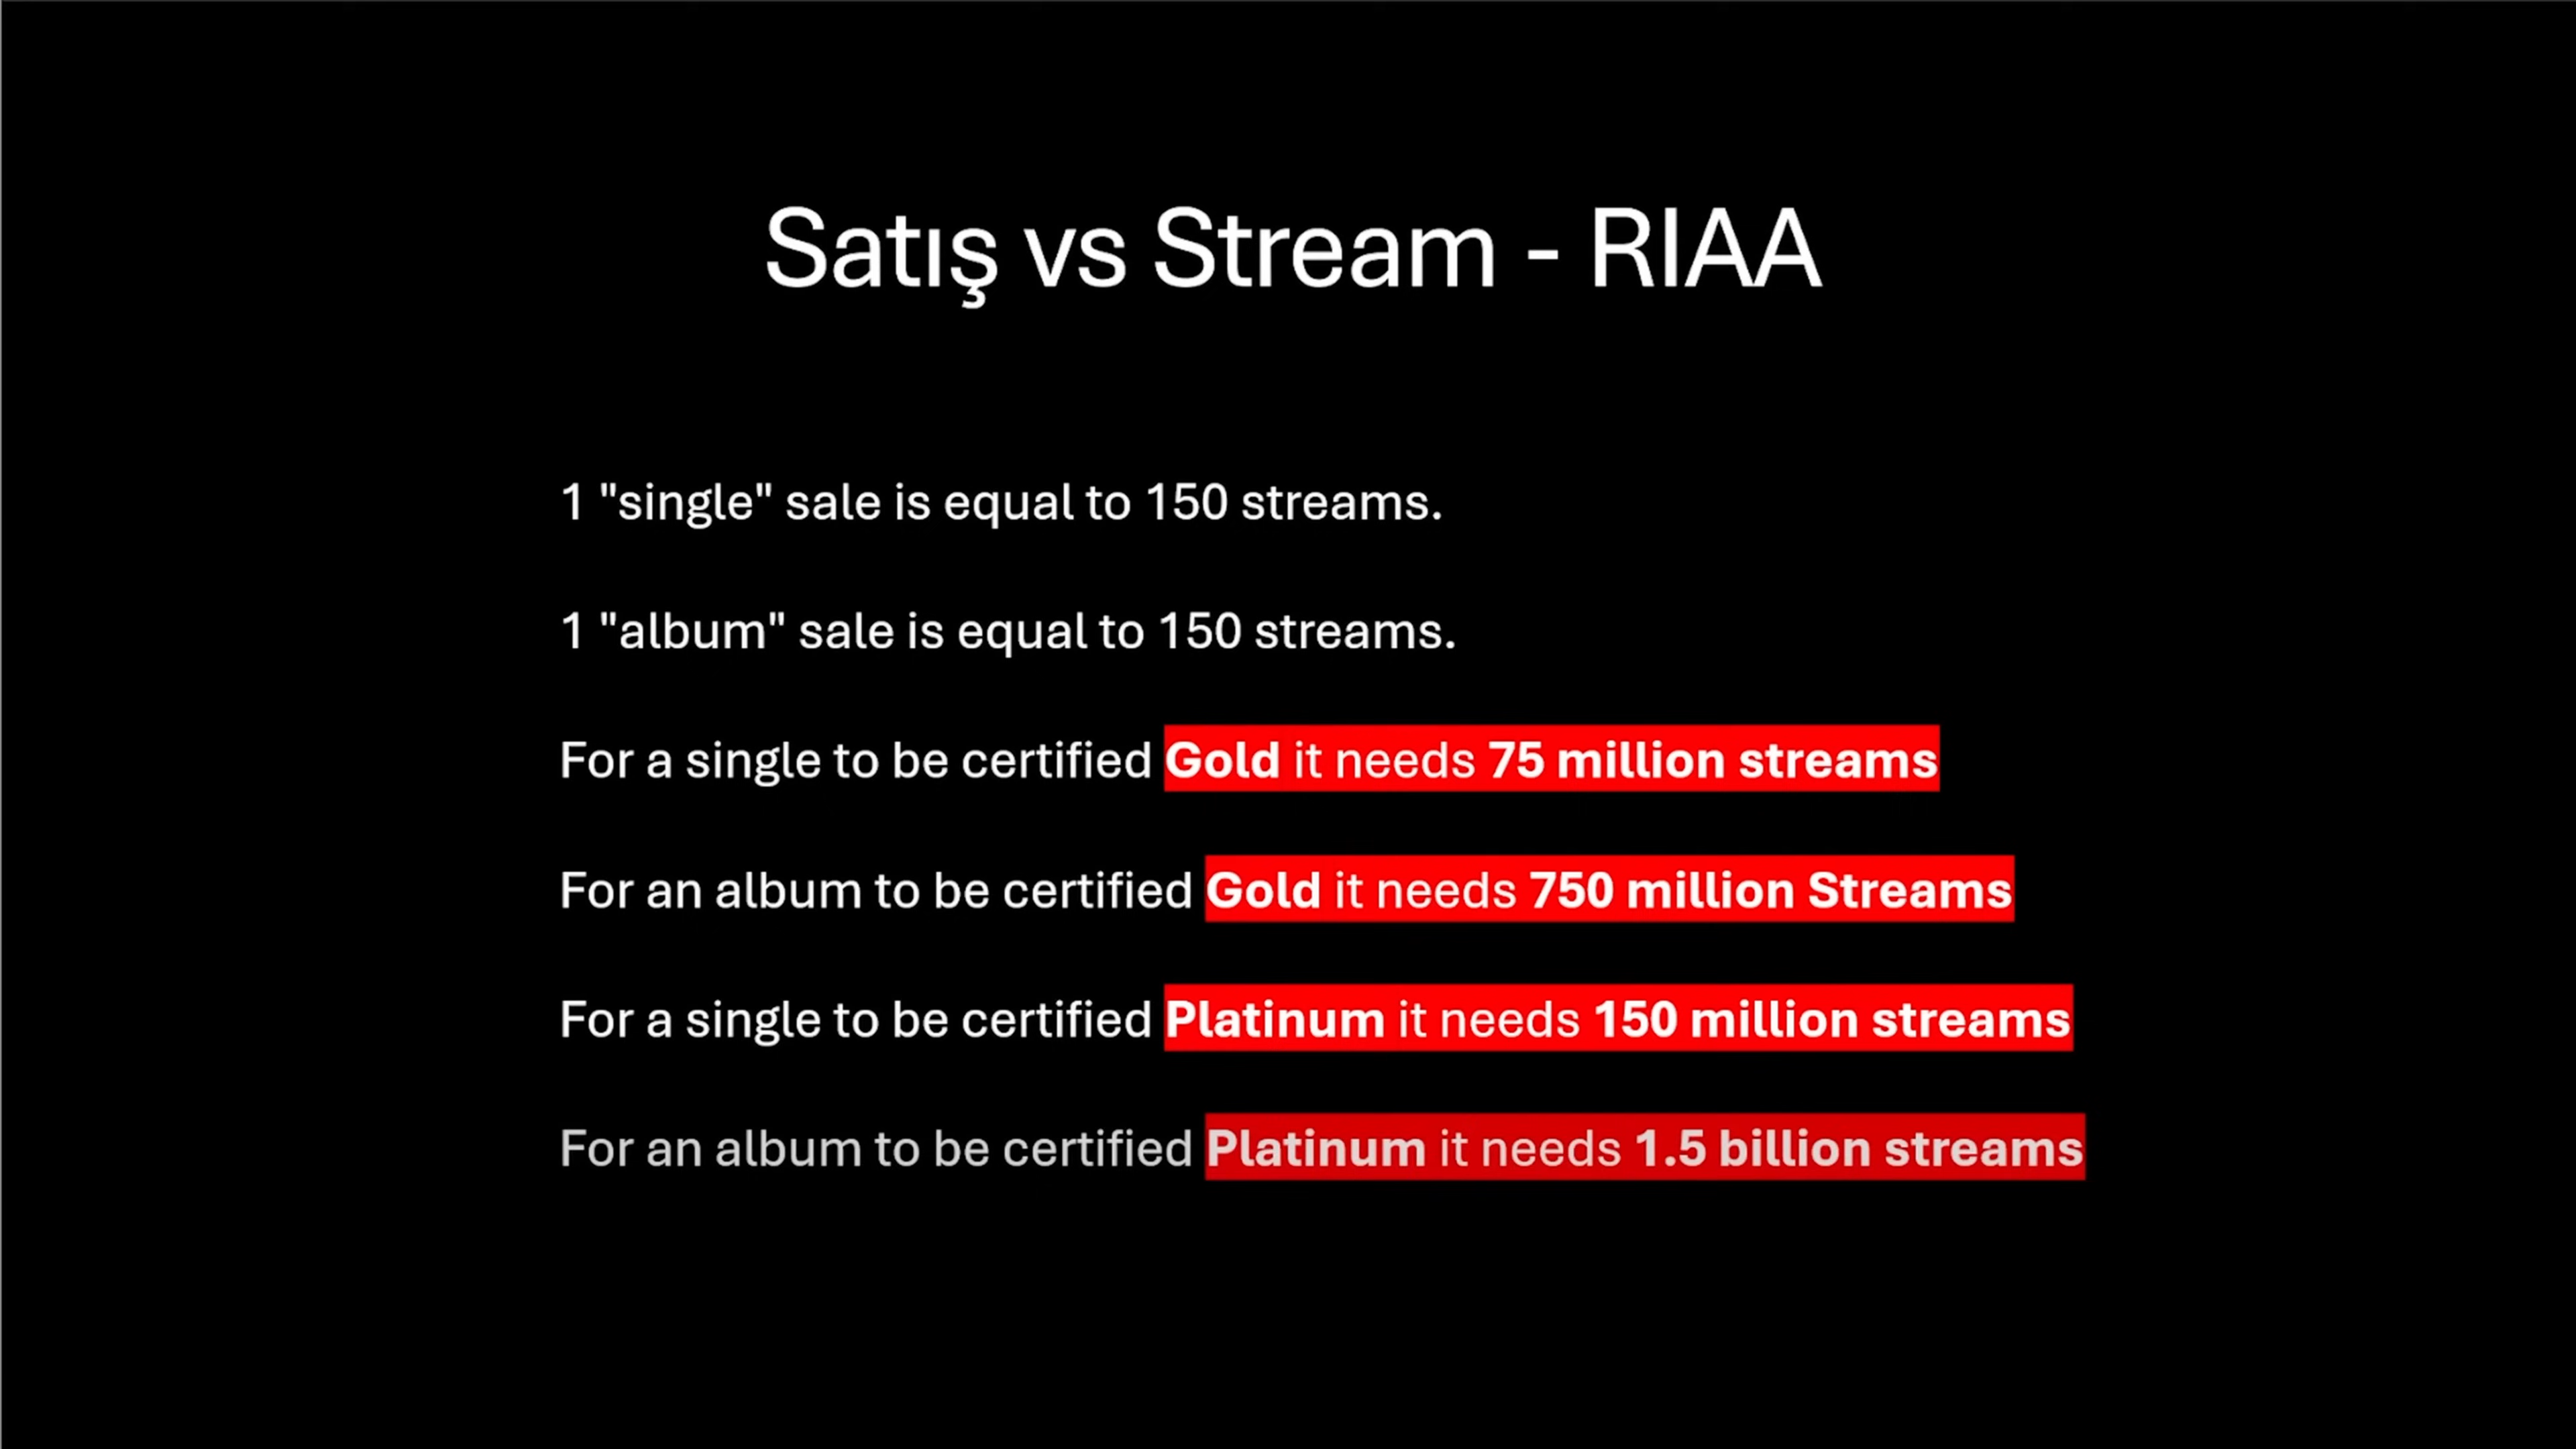 Satış vs Stream - RIAA
1 "single" sale is equal to 150 streams.
1 "album" sale is equal to 150 streams.
For a single to be certified Gold it needs 75 million streams
For an album to be certified Gold it needs 750 million Streams
For a single to be certified Platinum it needs 150 million streams
For an album to be certified Platinum it needs 1.5 billion streams